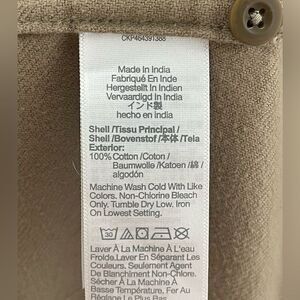 CKP464391388
Made In India
Fabriqué En Inde
Hergestellt In Indien
Vervaardigd In Indien
インド製
hecho en India
Shell /Tissu Principal /
Shell /Bovenstof /本体 /Tela
Exterior:
100% Cotton /Coton /
Baumwolle /Katoen /綿 /
algodón
Machine Wash Cold With Like
Colors. Non-Chlorine Bleach
Only. Tumble Dry Low. Iron
On Lowest Setting.
30
Laver À La Machine À L'eau
Froide.Laver En Séparant Les
Couleurs. Seulement Agent
De Blanchiment Non-Chlore.
Sécher À La Machine À
Basse Température. Fer Au
Réglage Le Plus Bas.